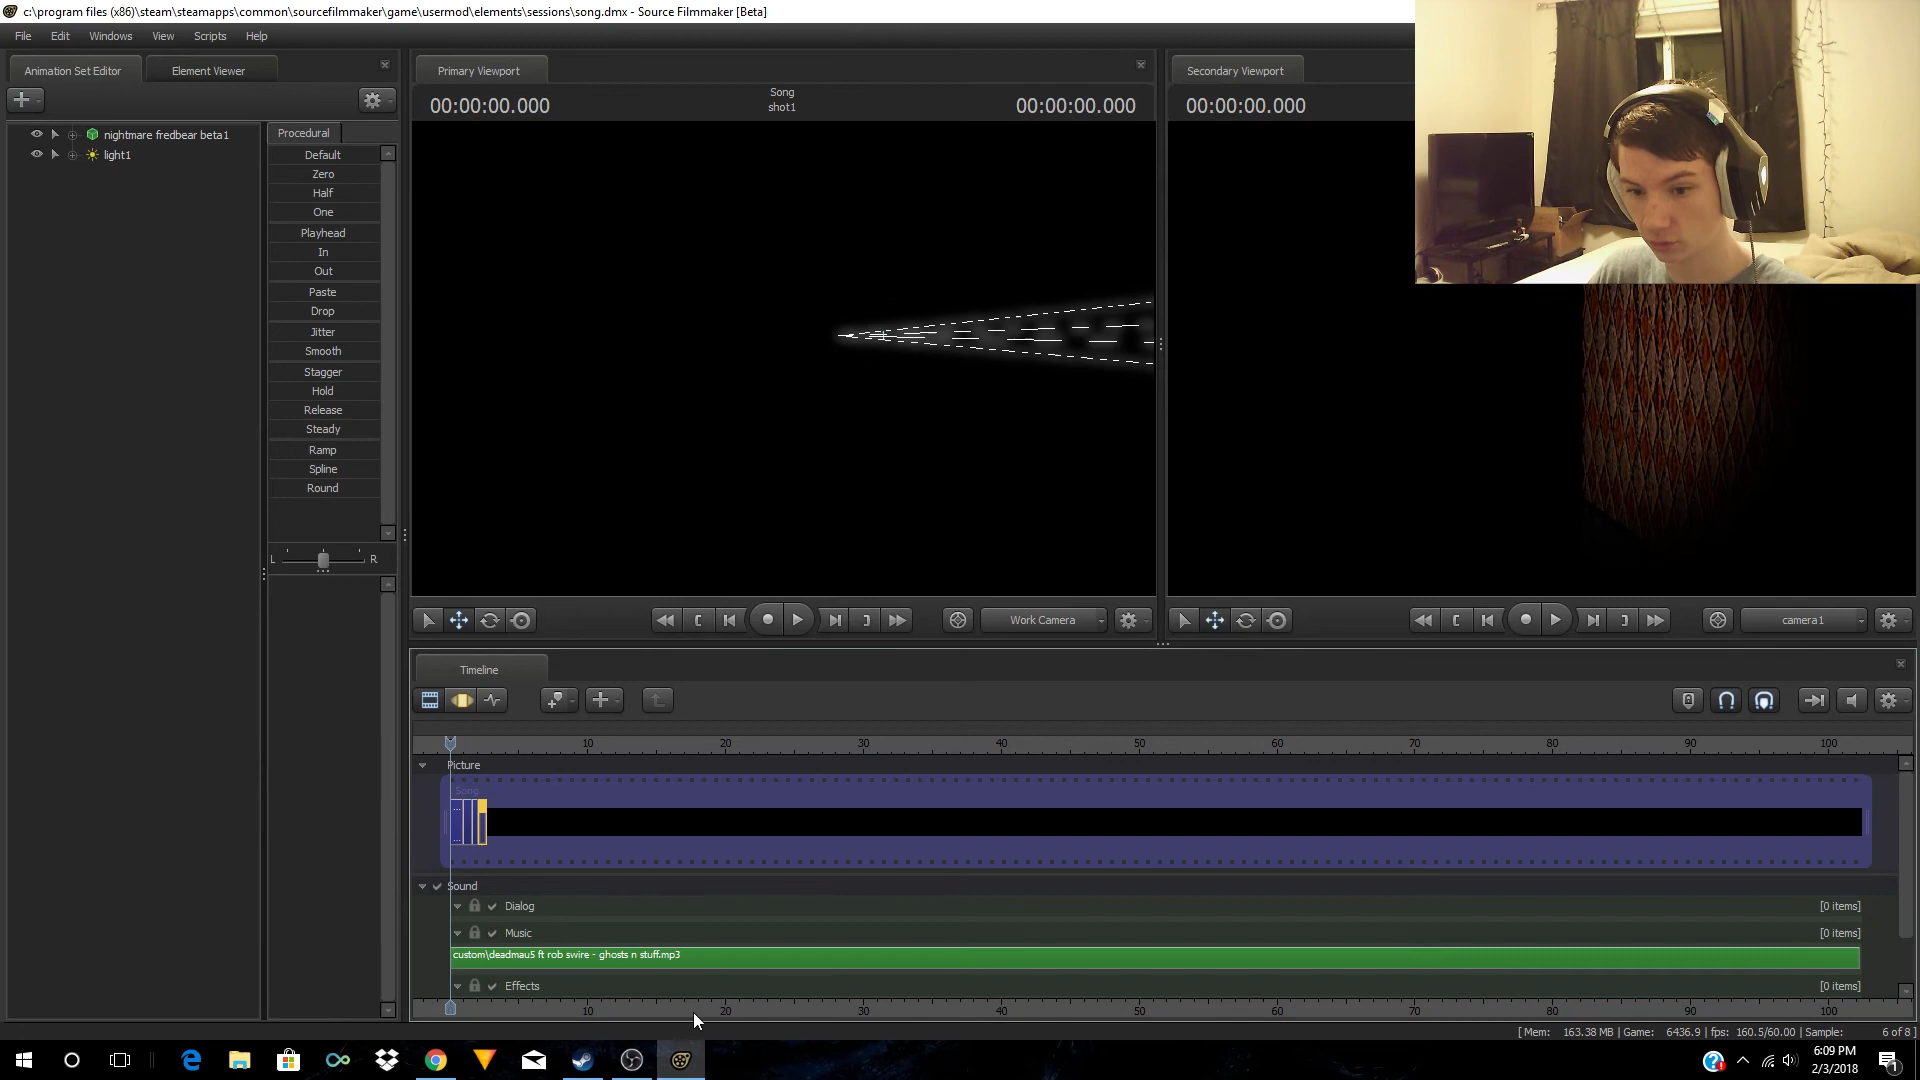 c:\program files (x86)\steam\steamapps\common\sourcefilmmaker\game\usermod\elements\sessions\song.dmx - Source Filmmaker [Beta]
File Edit Windows View Scripts Help
Animation Set Editor Element Viewer
Primary Viewport
Secondary Viewport
00:00:00.000
Song
shot1
00:00:00.000
00:00:00.000
nightmare fredbear beta1
light1
Procedural
Default
Zero
Half
One
Playhead
In
Out
Paste
Drop
Jitter
Smooth
Stagger
Hold
Release
Steady
Ramp
Spline
Round
L R
Work Camera
camera1
Timeline
10 20 30 40 50 60 70 80 90 100
Picture
Song
Sound
Dialog [0 items]
Music [0 items]
custom\deadmau5 ft rob swire - ghosts n stuff.mp3
Effects [0 items]
10 20 30 40 50 60 70 80 90 100
[ Mem: 163.38 MB | Game: 6436.9 | fps: 160.5/60.00 | Sample: 6 of 8 ]
6:09 PM
2/3/2018
1